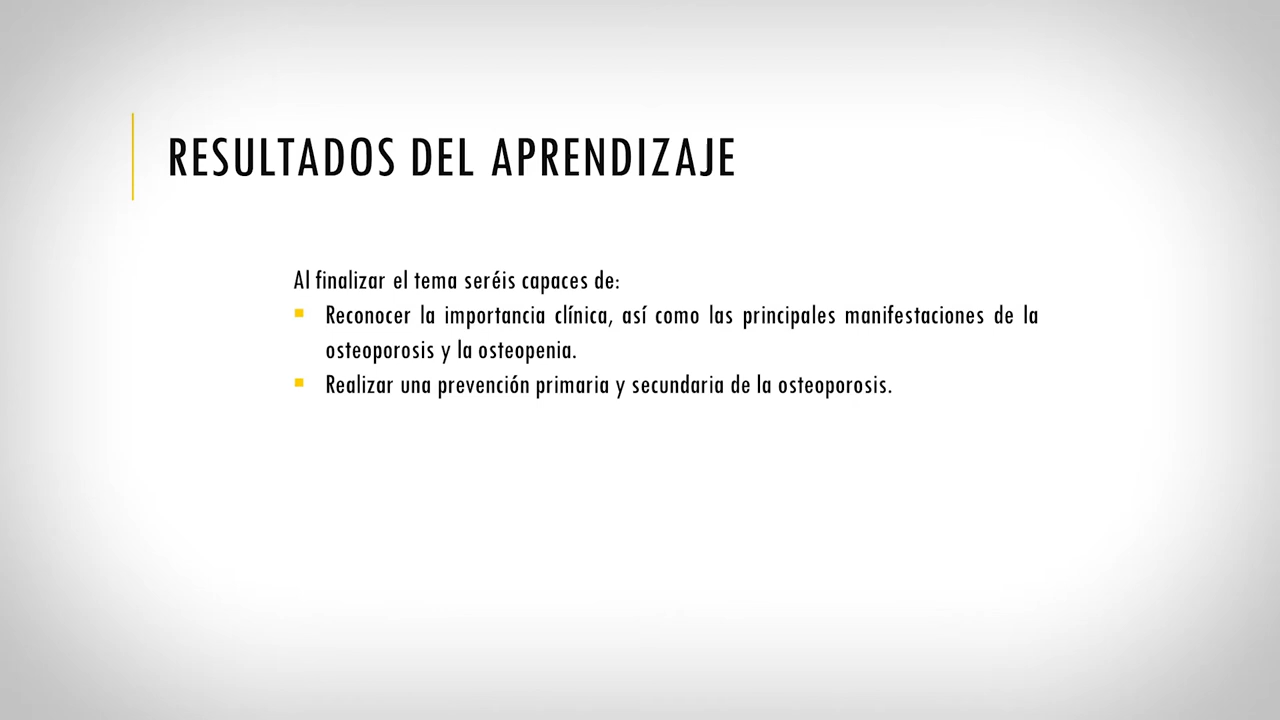 RESULTADOS DEL APRENDIZAJE
Al finalizar el tema seréis capaces de:
Reconocer la importancia clínica, así como las principales manifestaciones de la
osteoporosis y la osteopenia.
Realizar una prevención primaria y secundaria de la osteoporosis.